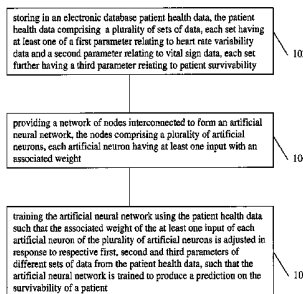 storing in an electronic database patient health data, the patient
health data comprising a plurality of sets of data, each set having
at least one of a first parameter relating to heart rate variability
data and a second parameter relating to vital sign data, each set
further having a third parameter relating to patient survivability
10
providing a network of nodes interconnected to form an artificial
neural network, the nodes comprising a plurality of artificial
neurons, each artificial neuron having at least one input with an
associated weight
10
training the artificial neural network using the patient health data
such that the associated weight of the at least one input of each
artificial neuron of the plurality of artificial neurons is adjusted in
response to respective first, second and third parameters of
different sets of data from the patient health data, such that the
artificial neural network is trained to produce a prediction on the
survivability of a patient
10